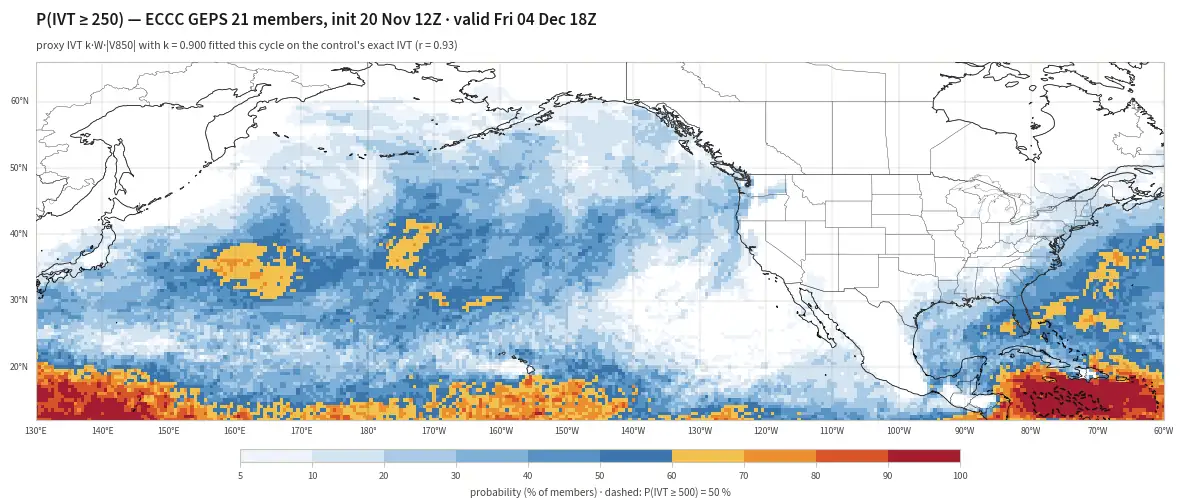 P(IVT ≥ 250) — ECCC GEPS 21 members, init 20 Nov 12Z · valid Fri 04 Dec 18Z
proxy IVT k·W·|V850| with k = 0.900 fitted this cycle on the control's exact IVT (r = 0.93)
60°N
50°N
40°N
30°N
20°N
130°E 140°E 150°E 160°E 170°E 180° 170°W 160°W 150°W 140°W 130°W 120°W 110°W 100°W 90°W 80°W 70°W 60°W
5 10 20 30 40 50 60 70 80 90 100
probability (% of members) · dashed: P(IVT ≥ 500) = 50 %